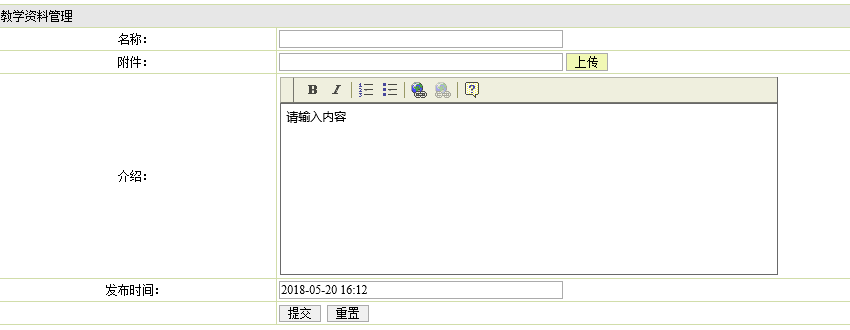 教学资料管理
名称：
附件： 上传
B I ?
请输入内容
介绍：
发布时间： 2018-05-20 16:12
提交 重置